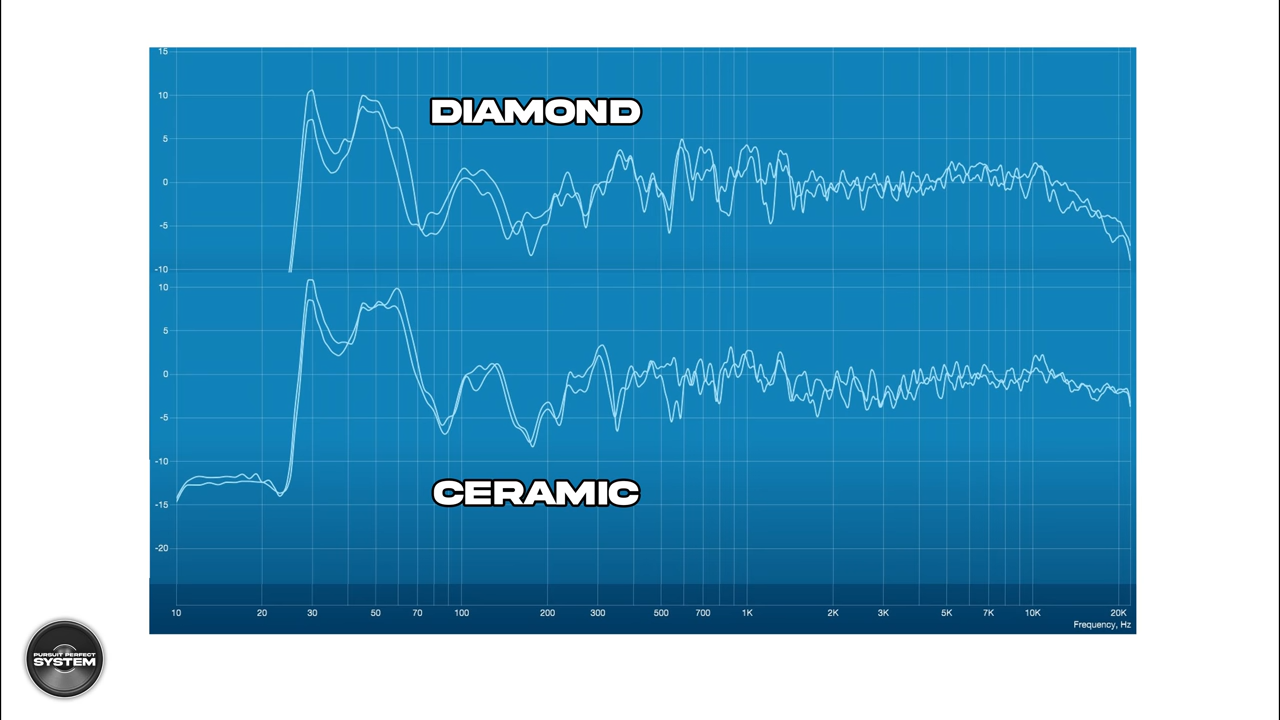 15
10
DIAMOND
5
0
-5
-10
10
5
0
-5
-10
CERAMIC
-15
-20
10 20 30 50 70 100 200 300 500 700 1K 2K 3K 5K 7K 10K 20K
Frequency, Hz
PURSUIT PERFECT
SYSTEM